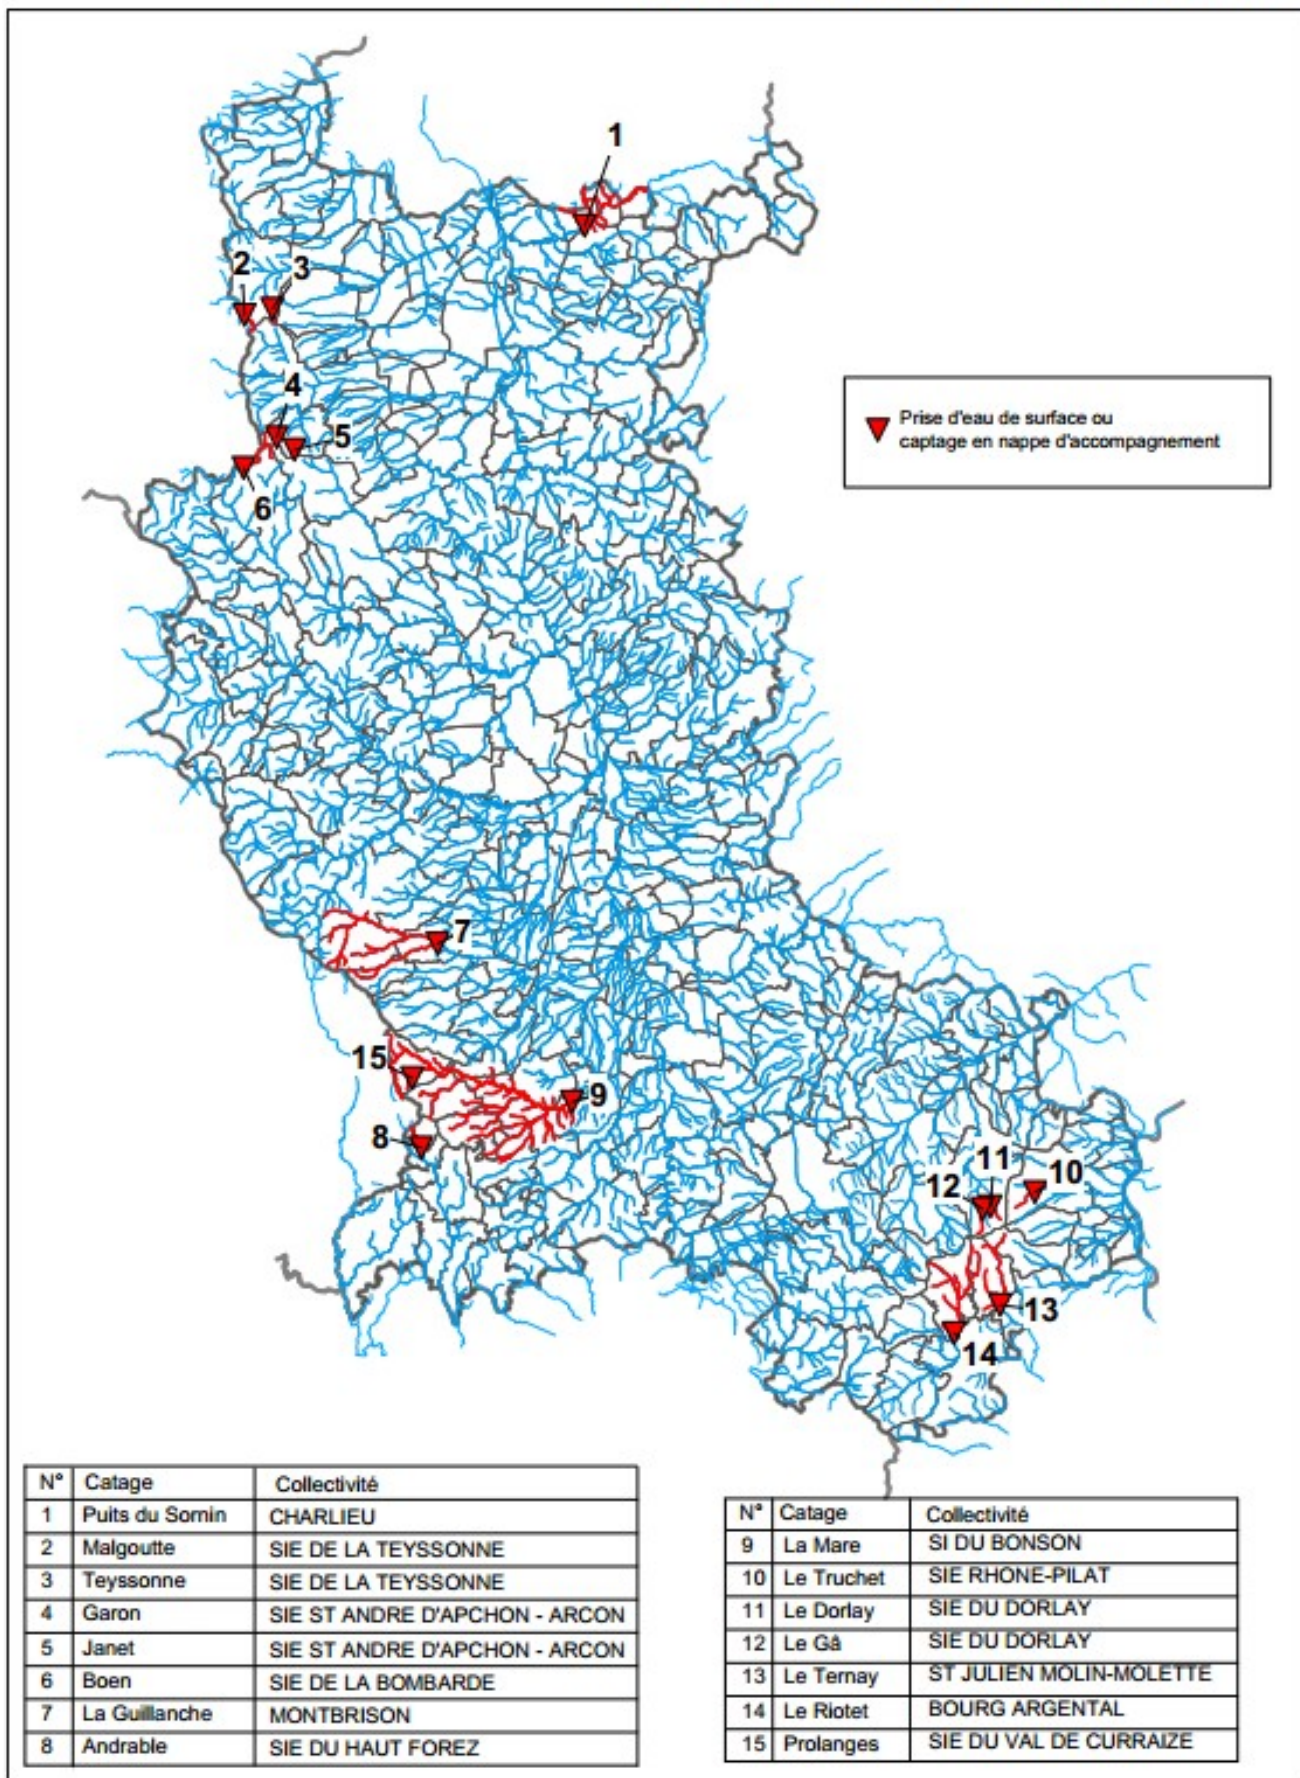 1
2
3
4
5
6
Prise d'eau de surface ou
captage en nappe d'accompagnement
7
15
9
8
11
12
10
13
14
N° Catage Collectivité
1 Puits du Sornin CHARLIEU
2 Malgoutte SIE DE LA TEYSSONNE
3 Teyssonne SIE DE LA TEYSSONNE
4 Garon SIE ST ANDRE D'APCHON - ARCON
5 Janet SIE ST ANDRE D'APCHON - ARCON
6 Boen SIE DE LA BOMBARDE
7 La Guillanche MONTBRISON
8 Andrable SIE DU HAUT FOREZ
N° Catage Collectivité
9 La Mare SI DU BONSON
10 Le Truchet SIE RHONE-PILAT
11 Le Dorlay SIE DU DORLAY
12 Le Gâ SIE DU DORLAY
13 Le Ternay ST JULIEN MOLIN-MOLETTE
14 Le Riotet BOURG ARGENTAL
15 Prolanges SIE DU VAL DE CURRAIZE